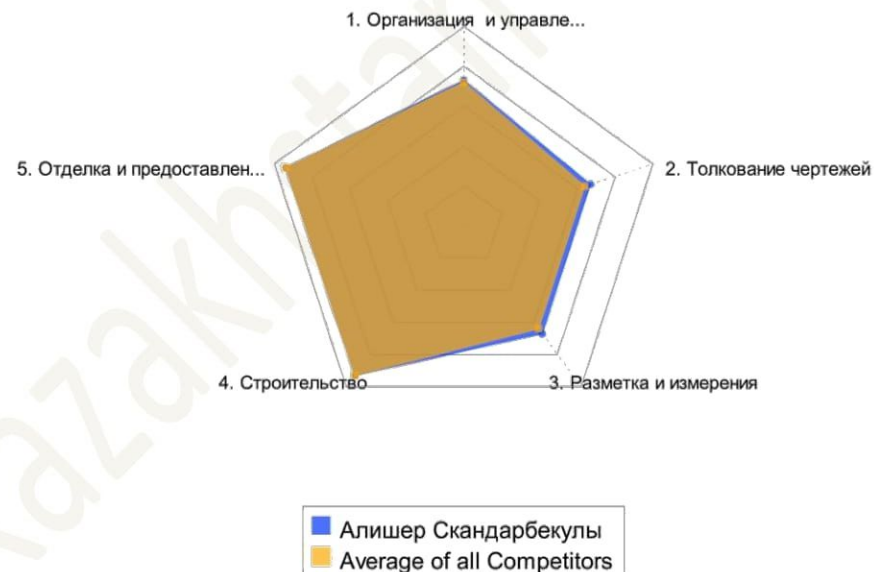 1. Организация и управле...
5. Отделка и предоставлен...
2. Толкование чертежей
4. Строительство
3. Разметка и измерения
Алишер Скандарбекулы
Average of all Competitors